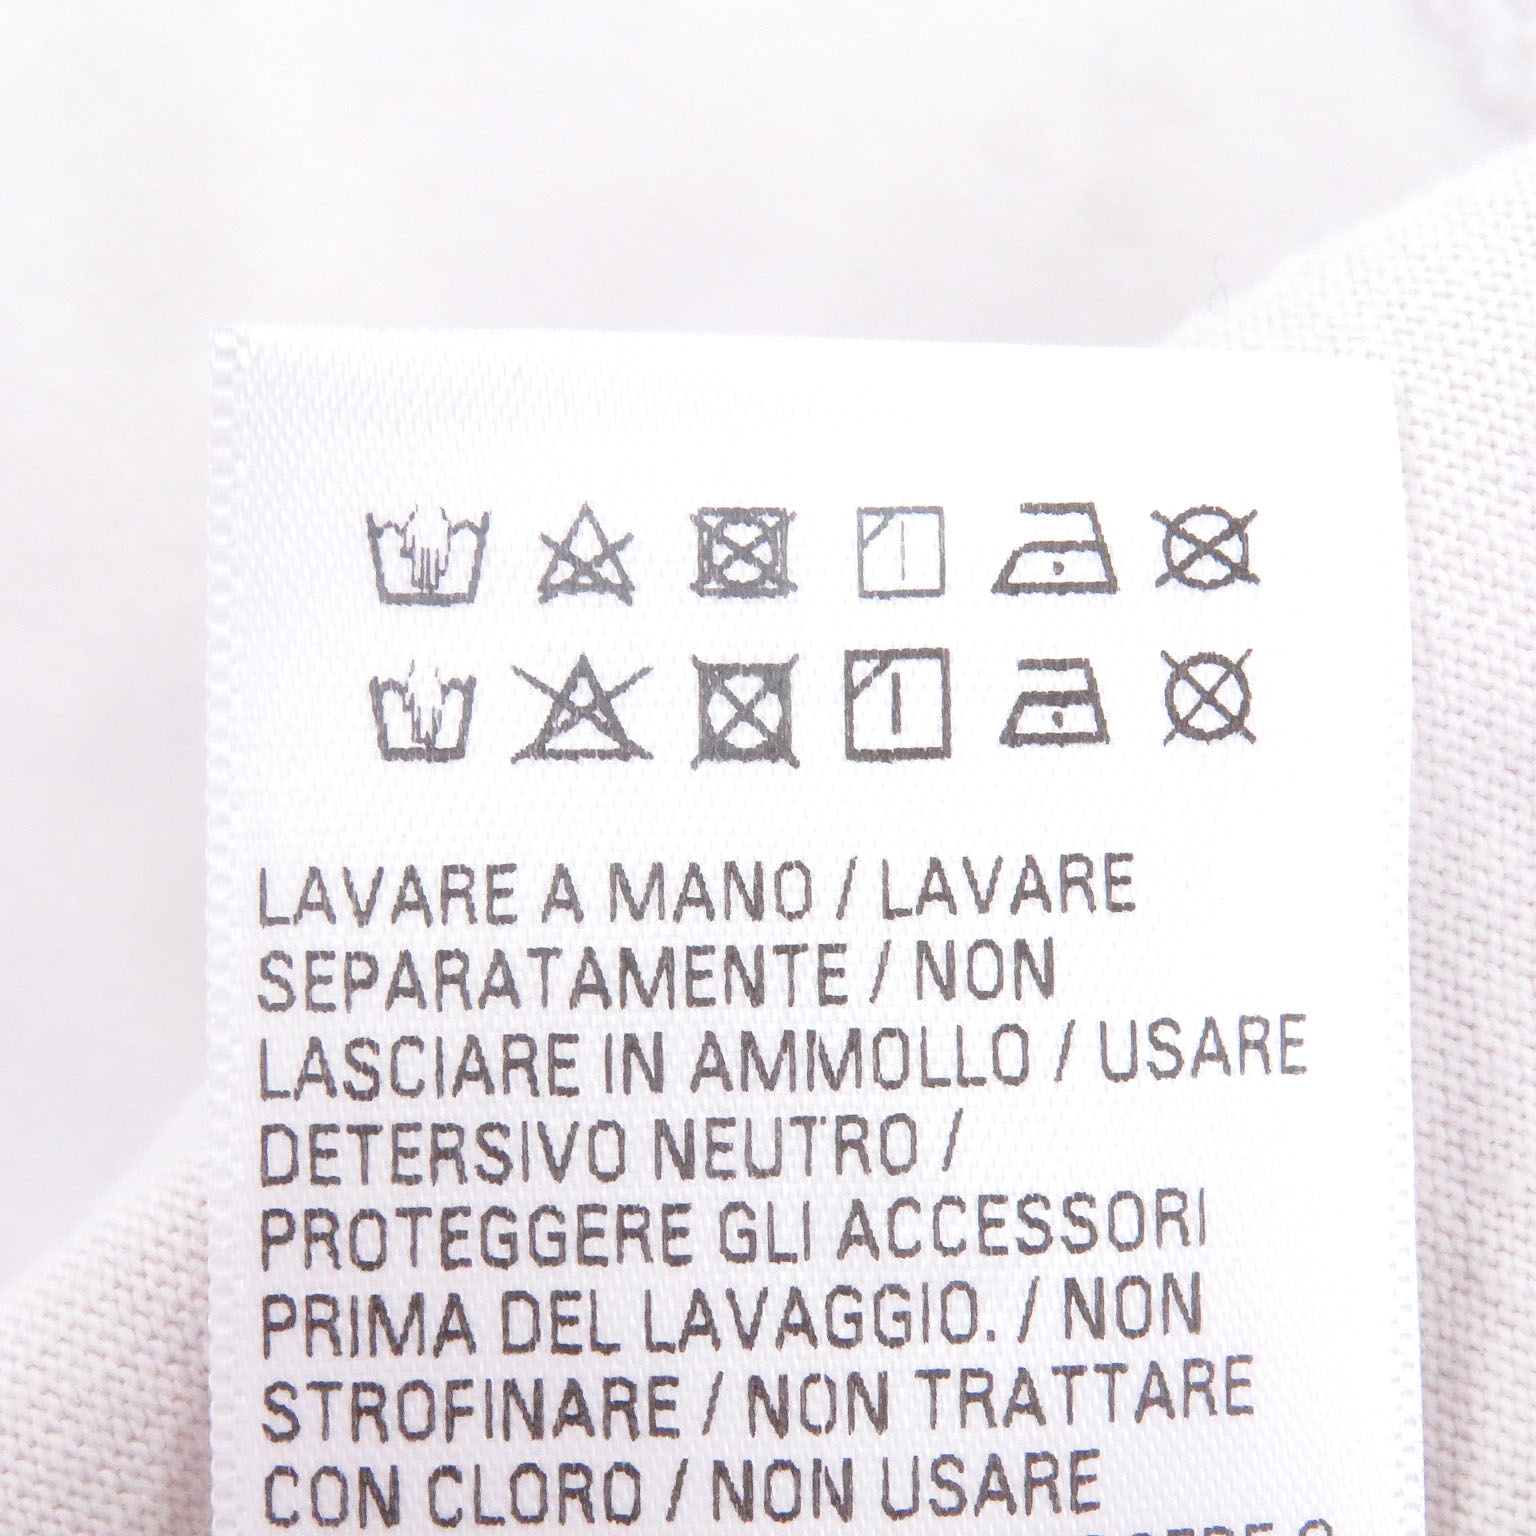 LAVARE A MANO / LAVARE
SEPARATAMENTE / NON
LASCIARE IN AMMOLLO / USARE
DETERSIVO NEUTRO /
PROTEGGERE GLI ACCESSORI
PRIMA DEL LAVAGGIO. / NON
STROFINARE / NON TRATTARE
CON CLORO / NON USARE